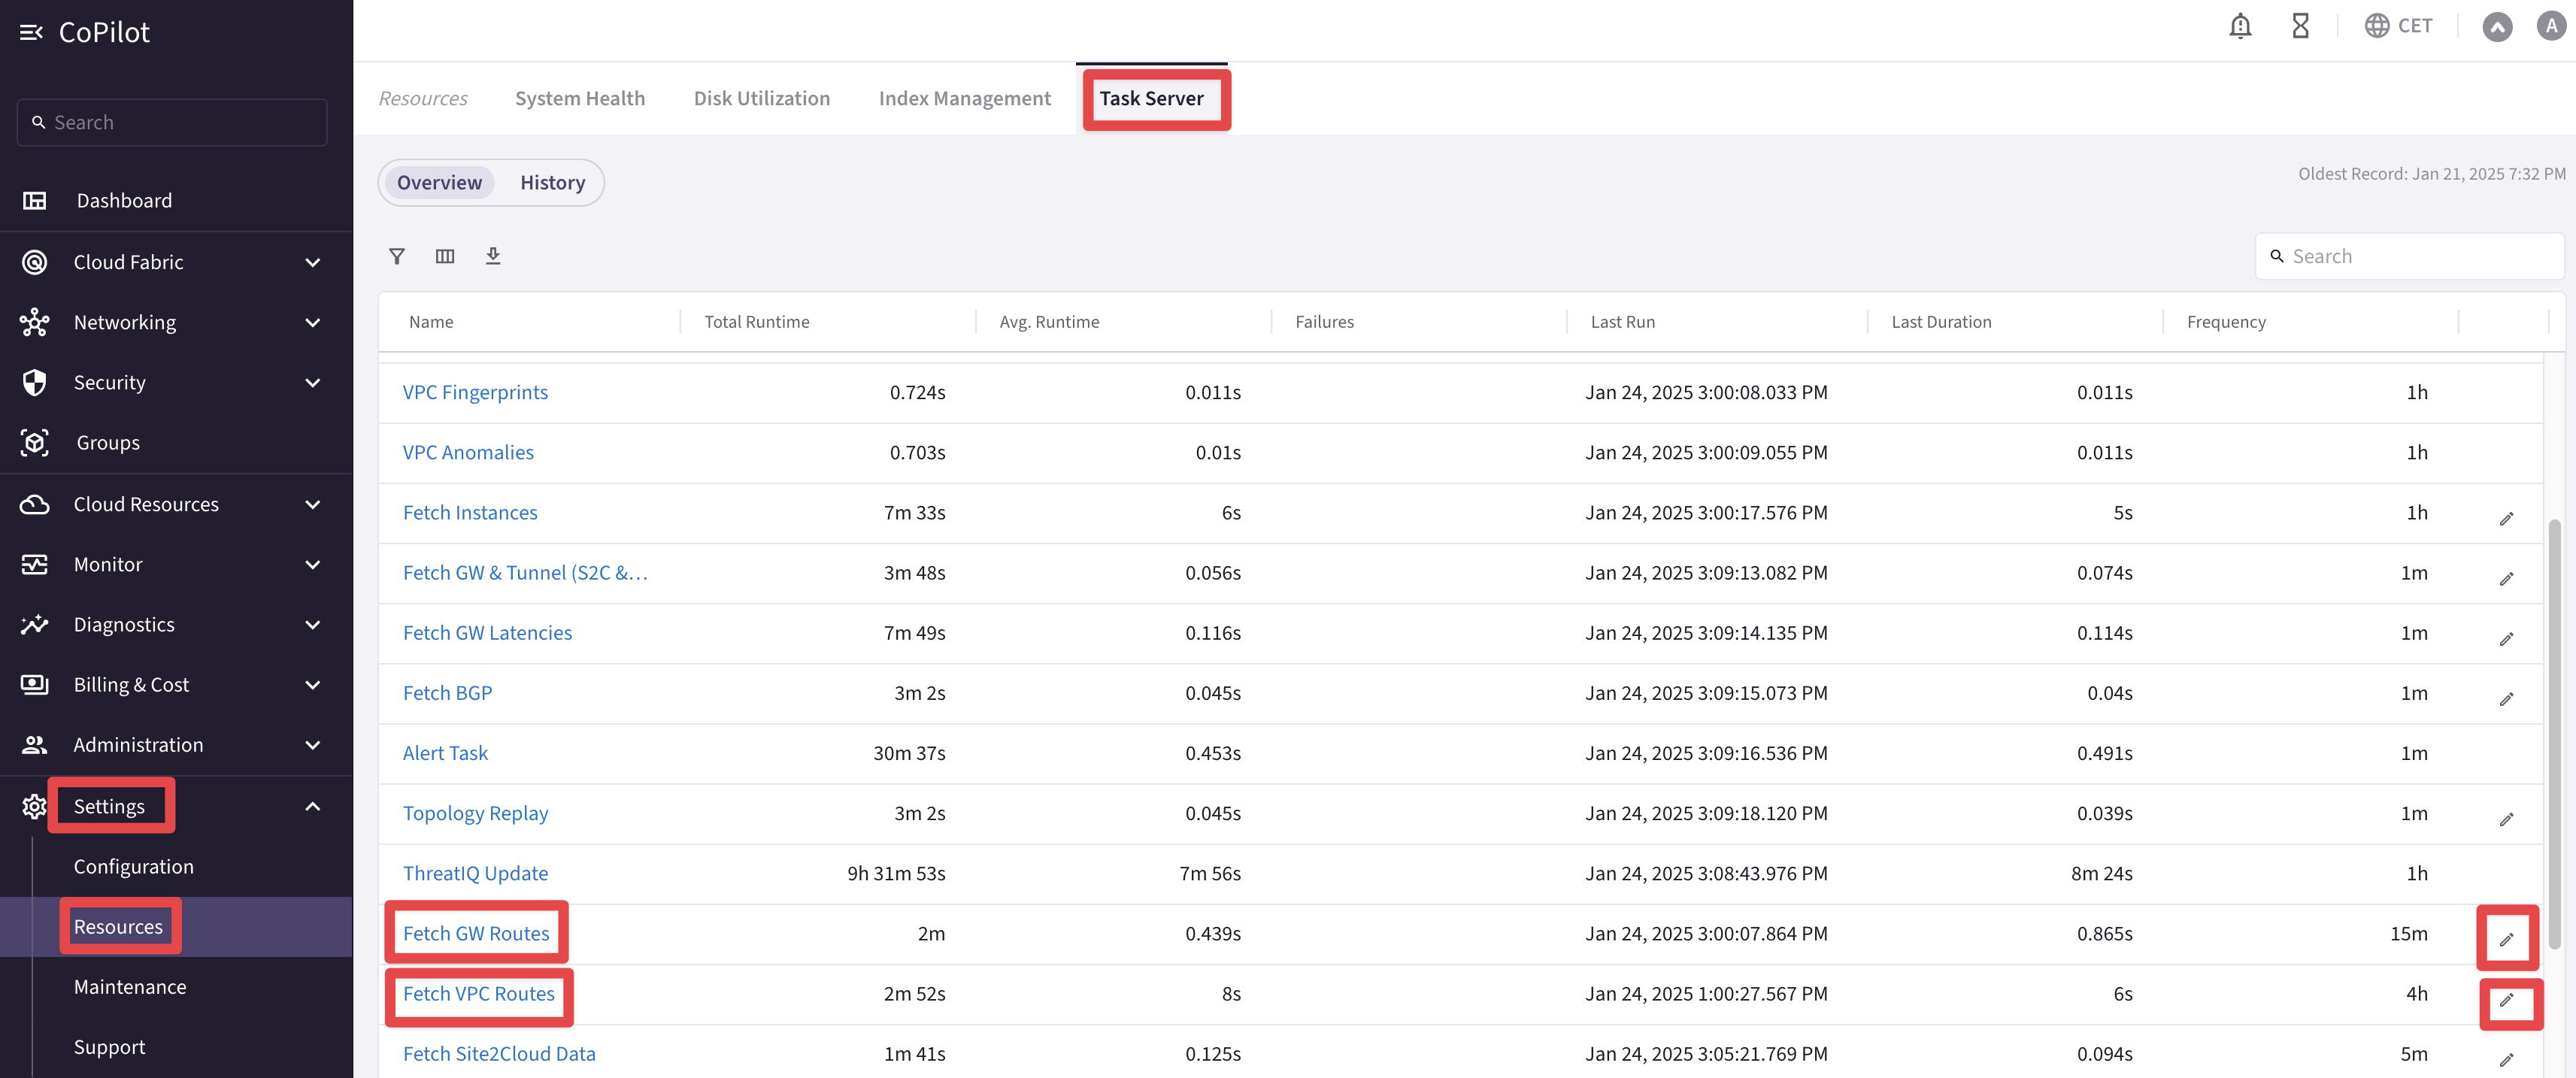 CoPilot
CET
A
Search
Dashboard
Cloud Fabric
Networking
Security
Groups
Cloud Resources
Monitor
Diagnostics
Billing & Cost
Administration
Settings
Configuration
Resources
Maintenance
Support
Resources System Health Disk Utilization Index Management Task Server
Overview History
Oldest Record: Jan 21, 2025 7:32 PM
Search
Name Total Runtime Avg. Runtime Failures Last Run Last Duration Frequency
VPC Fingerprints 0.724s 0.011s Jan 24, 2025 3:00:08.033 PM 0.011s 1h
VPC Anomalies 0.703s 0.01s Jan 24, 2025 3:00:09.055 PM 0.011s 1h
Fetch Instances 7m 33s 6s Jan 24, 2025 3:00:17.576 PM 5s 1h
Fetch GW & Tunnel (S2C &... 3m 48s 0.056s Jan 24, 2025 3:09:13.082 PM 0.074s 1m
Fetch GW Latencies 7m 49s 0.116s Jan 24, 2025 3:09:14.135 PM 0.114s 1m
Fetch BGP 3m 2s 0.045s Jan 24, 2025 3:09:15.073 PM 0.04s 1m
Alert Task 30m 37s 0.453s Jan 24, 2025 3:09:16.536 PM 0.491s 1m
Topology Replay 3m 2s 0.045s Jan 24, 2025 3:09:18.120 PM 0.039s 1m
ThreatIQ Update 9h 31m 53s 7m 56s Jan 24, 2025 3:08:43.976 PM 8m 24s 1h
Fetch GW Routes 2m 0.439s Jan 24, 2025 3:00:07.864 PM 0.865s 15m
Fetch VPC Routes 2m 52s 8s Jan 24, 2025 1:00:27.567 PM 6s 4h
Fetch Site2Cloud Data 1m 41s 0.125s Jan 24, 2025 3:05:21.769 PM 0.094s 5m